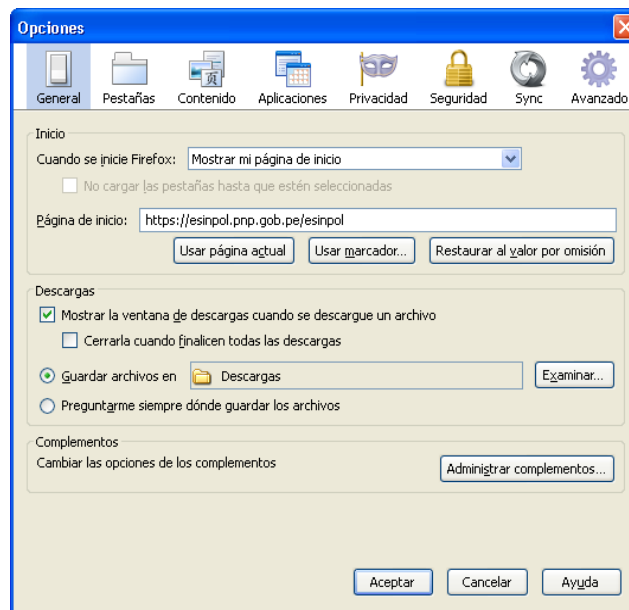 Opciones
General Pestañas Contenido Aplicaciones Privacidad Seguridad Sync Avanzado
Inicio
Cuando se inicie Firefox: Mostrar mi página de inicio
No cargar las pestañas hasta que estén seleccionadas
Página de inicio: https://esinpol.pnp.gob.pe/esinpol
Usar página actual Usar marcador... Restaurar al valor por omisión
Descargas
Mostrar la ventana de descargas cuando se descargue un archivo
Cerrarla cuando finalicen todas las descargas
Guardar archivos en Descargas Examinar...
Preguntarme siempre dónde guardar los archivos
Complementos
Cambiar las opciones de los complementos Administrar complementos...
Aceptar Cancelar Ayuda